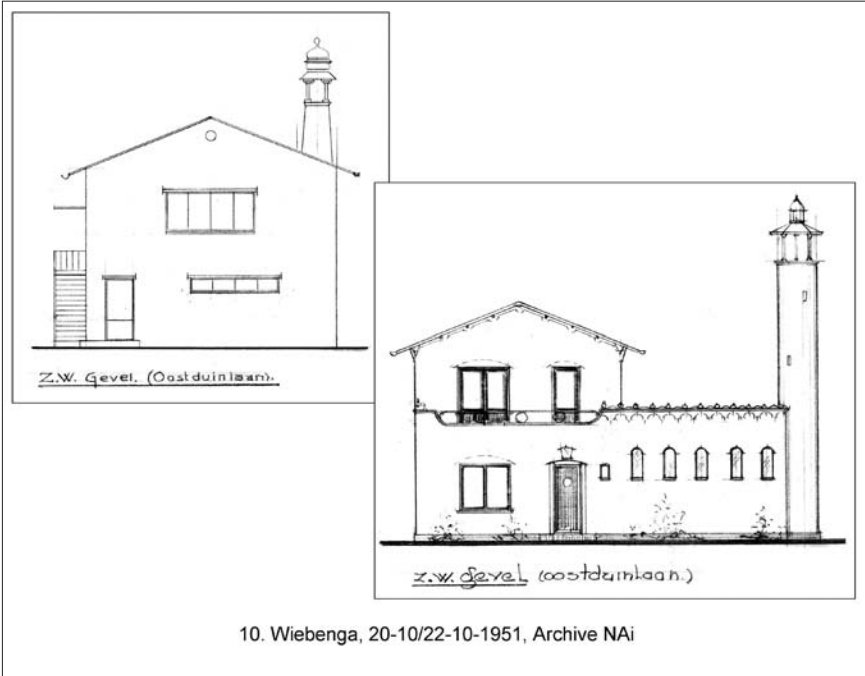 Z.W. Gevel. (Oostduinlaan).
z.w. gevel (oostduinlaan.)
10. Wiebenga, 20-10/22-10-1951, Archive NAi